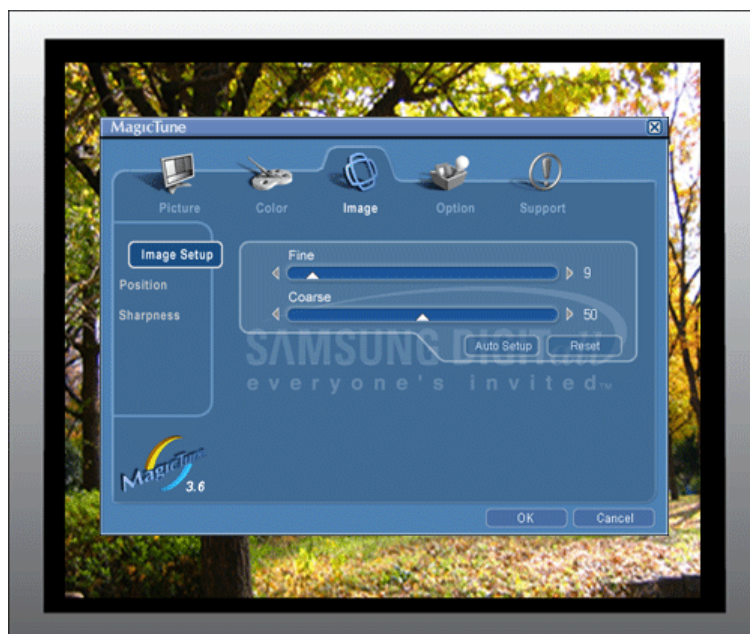 MagicTune
Picture
Color
Image
Option
Support
Image Setup
Position
Sharpness
Fine
9
Coarse
50
Auto Setup
Reset
SAMSUNG DIGITall
everyone's invited™
MagicTune
3.6
OK
Cancel